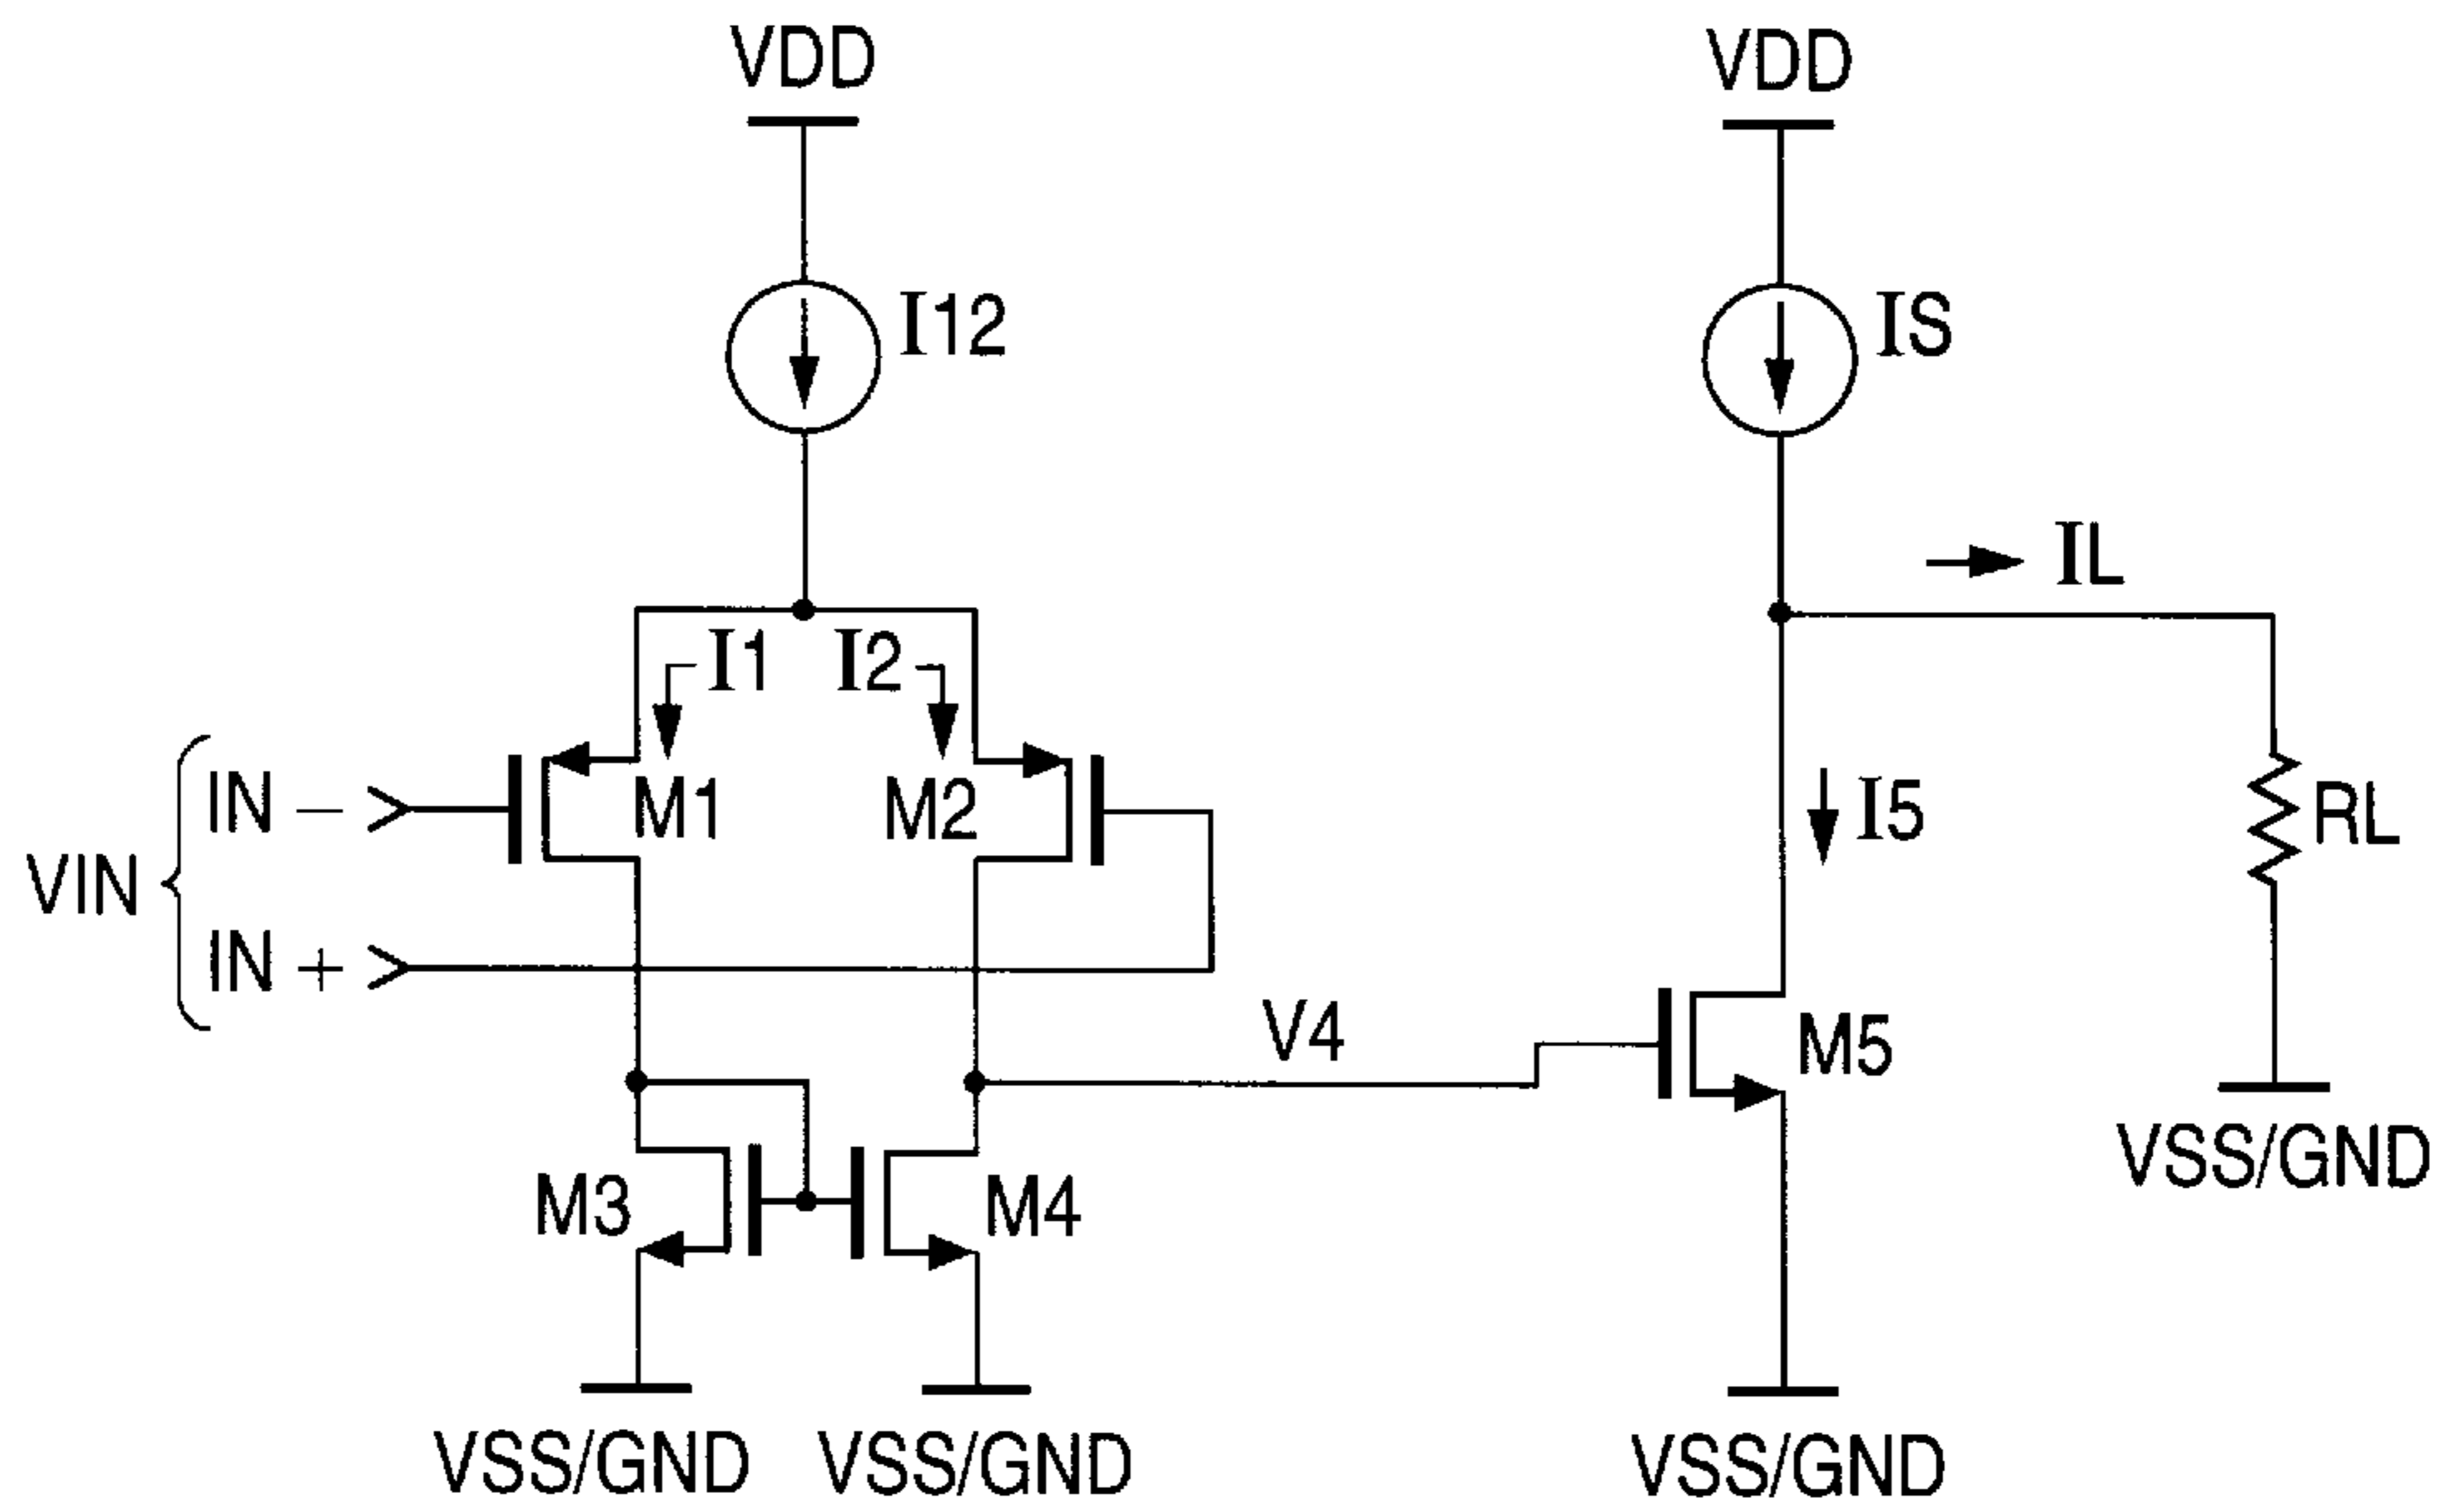 VDD
VDD
I12
IS
IL
I1
I2
IN −
M1
M2
I5
RL
VIN
IN +
V4
M5
M3
M4
VSS/GND
VSS/GND
VSS/GND
VSS/GND